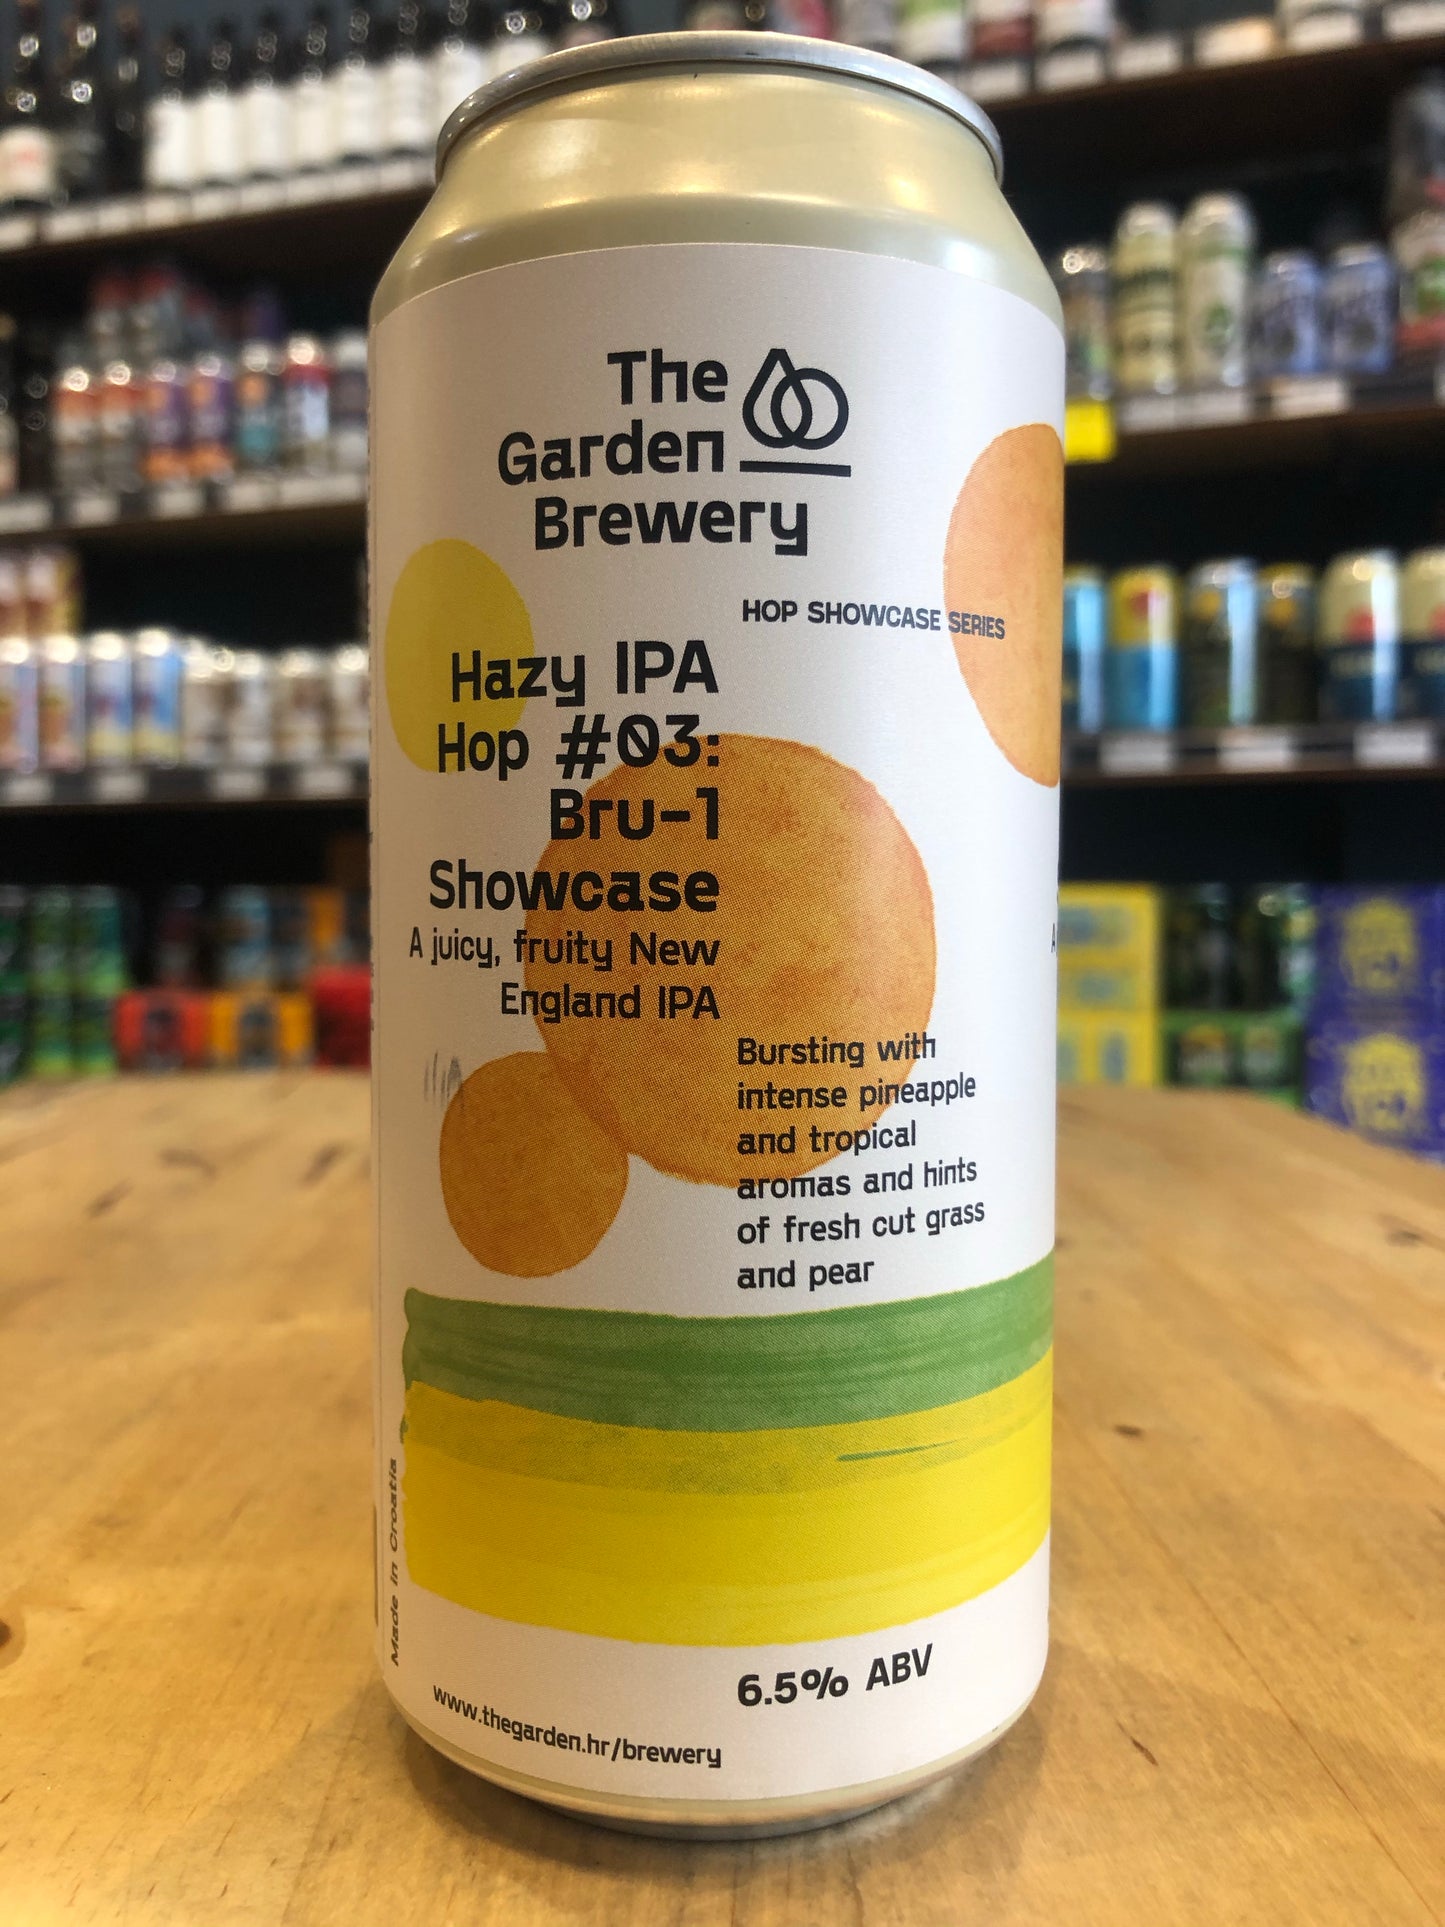 The
Garden
Brewery
HOP SHOWCASE SERIES
Hazy IPA
Hop #03:
Bru-1
Showcase
A juicy, fruity New
England IPA
Bursting with
intense pineapple
and tropical
aromas and hints
of fresh cut grass
and pear
Made in Croatia
6.5% ABV
www.thegarden.hr/brewery